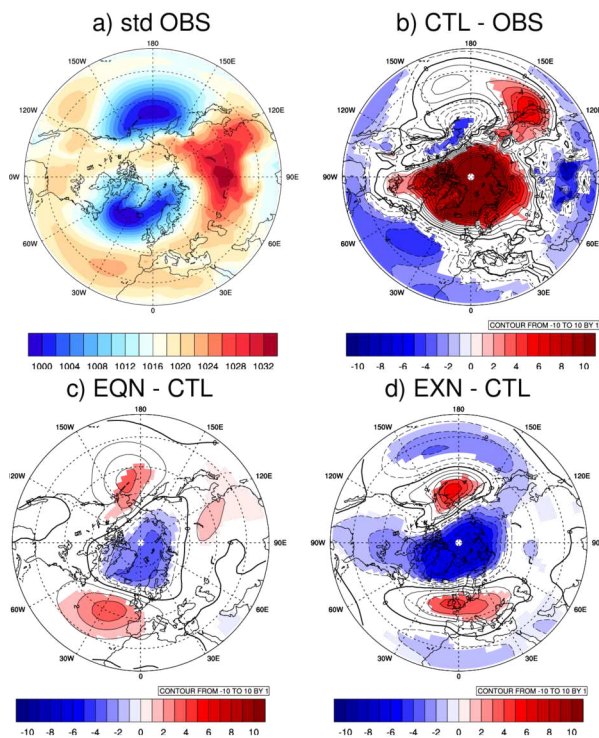 a) std OBS
b) CTL - OBS
180
150W
150E
120W
120E
0W
90E
60W
60E
30W
30E
0
180
150W
150E
120W
120E
90W
90E
60W
60E
30W
30E
0
CONTOUR FROM -10 TO 10 BY 1
1000 1004 1008 1012 1016 1020 1024 1028 1032
-10 -8 -6 -4 -2 0 2 4 6 8 10
c) EQN - CTL
d) EXN - CTL
180
150W
150E
20W
120E
0W
90E
60W
60E
30W
30E
0
180
150W
150E
120W
120E
90W
90E
60W
60E
30W
30E
0
CONTOUR FROM -10 TO 10 BY 1
CONTOUR FROM -10 TO 10 BY 1
-10 -8 -6 -4 -2 0 2 4 6 8 10
-10 -8 -6 -4 -2 0 2 4 6 8 10